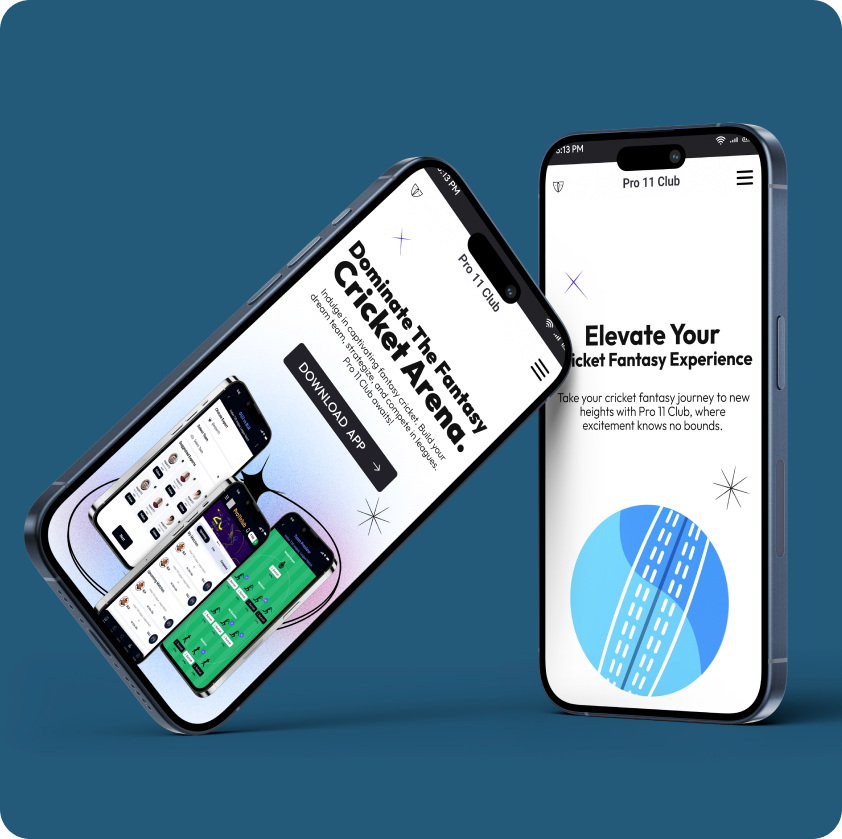 :13 PM
Pro 11 Club
Dominate The Fantasy
Cricket Arena.
Indulge in captivating fantasy cricket. Build your
dream team, strategize, and compete in leagues.
Pro 11 Club awaits!
DOWNLOAD APP
:13 PM
Pro 11 Club
Elevate Your
icket Fantasy Experience
Take your cricket fantasy journey to new
heights with Pro 11 Club, where
excitement knows no bounds.